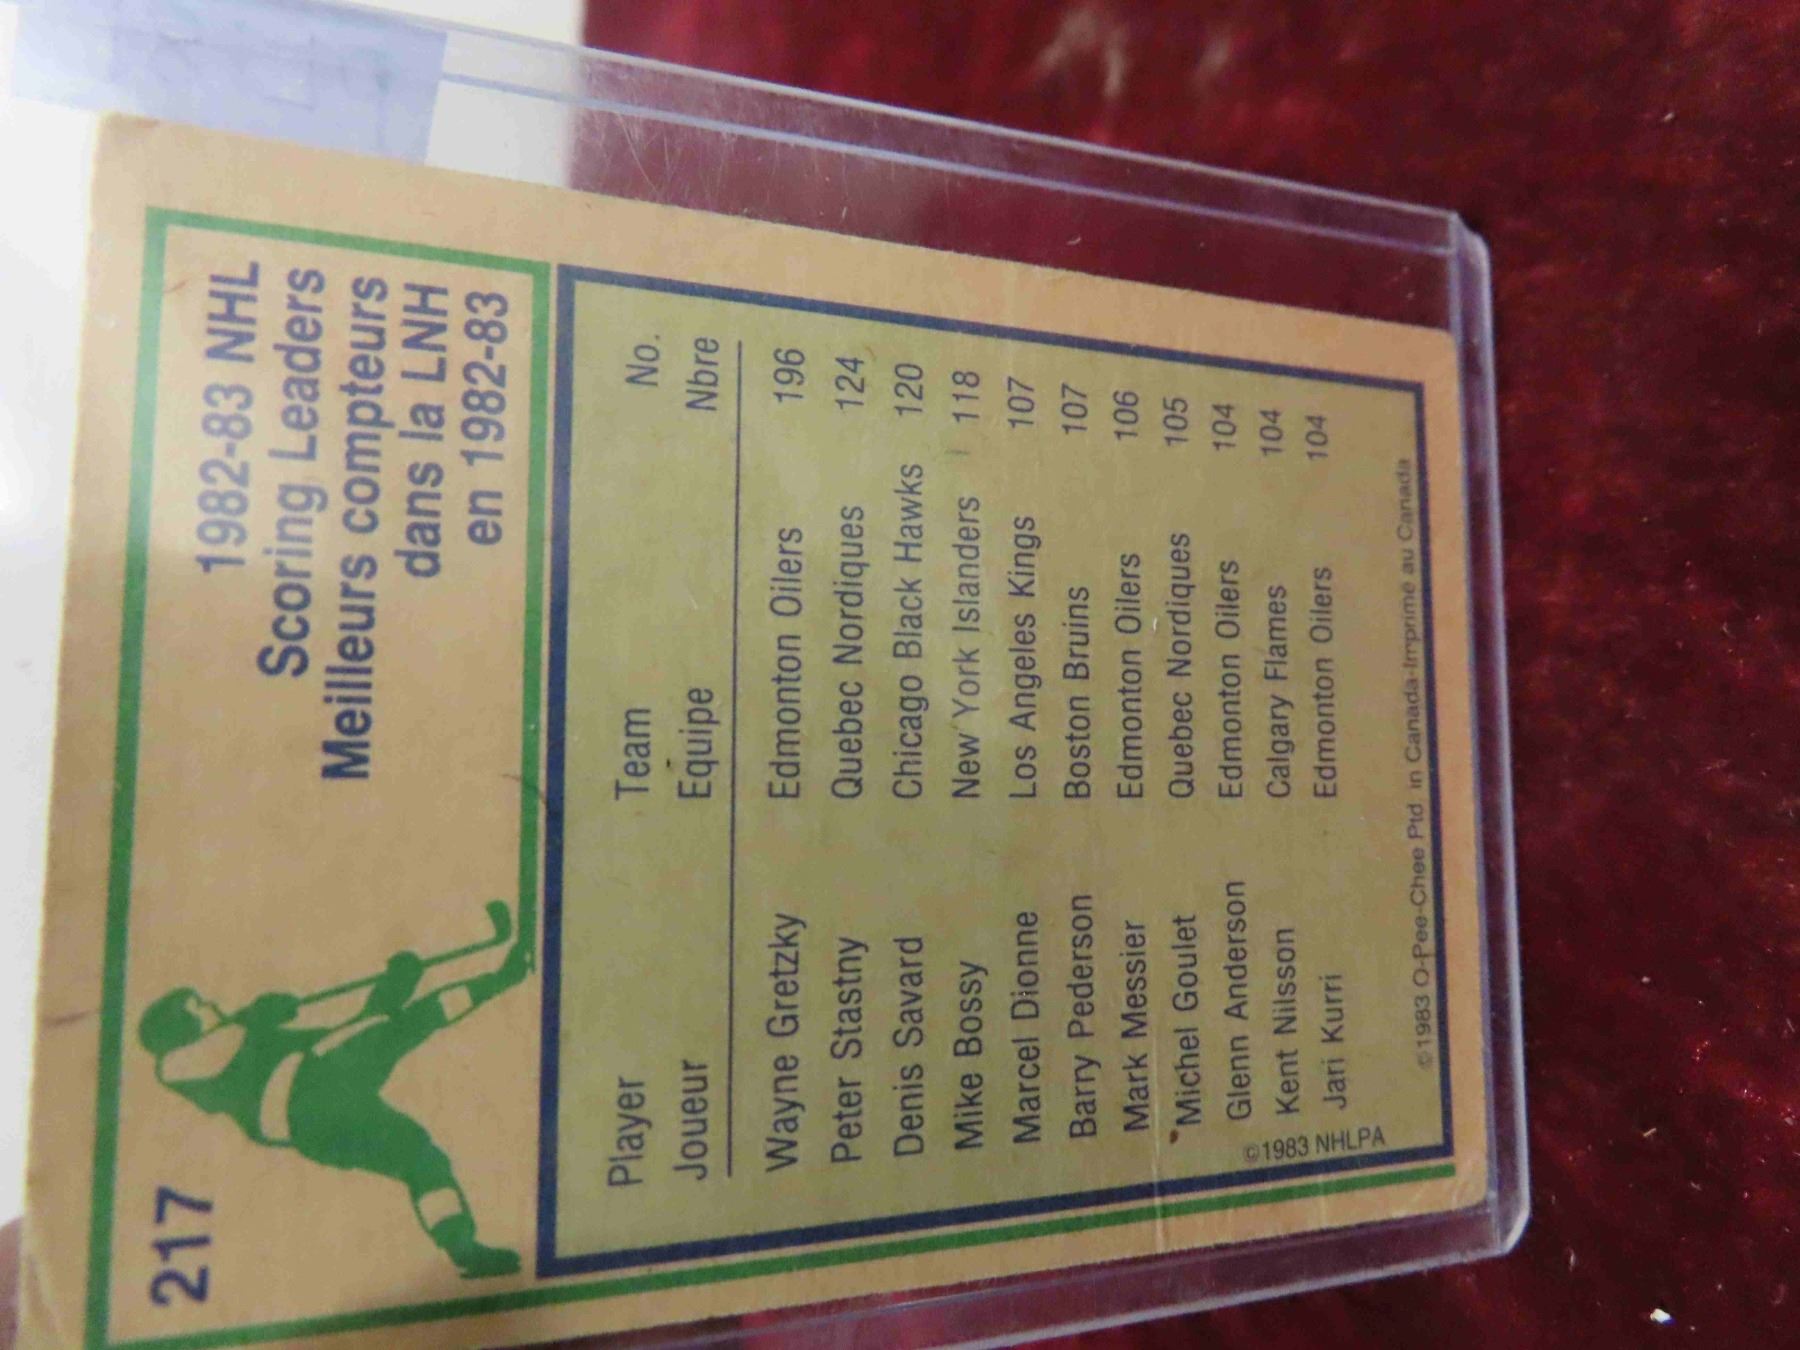 217
1982-83 NHL
Scoring Leaders
Meilleurs compteurs
dans la LNH
en 1982-83
Player Team No.
Joueur Equipe Nbre
Wayne Gretzky Edmonton Oilers 196
Peter Stastny Quebec Nordiques 124
Denis Savard Chicago Black Hawks 120
Mike Bossy New York Islanders 118
Marcel Dionne Los Angeles Kings 107
Barry Pederson Boston Bruins 107
Mark Messier Edmonton Oilers 106
Michel Goulet Quebec Nordiques 105
Glenn Anderson Edmonton Oilers 104
Kent Nilsson Calgary Flames 104
Jari Kurri Edmonton Oilers 104
©1983 NHLPA
©1983 O-Pee-Chee Ptd in Canada-Imprime au Canada